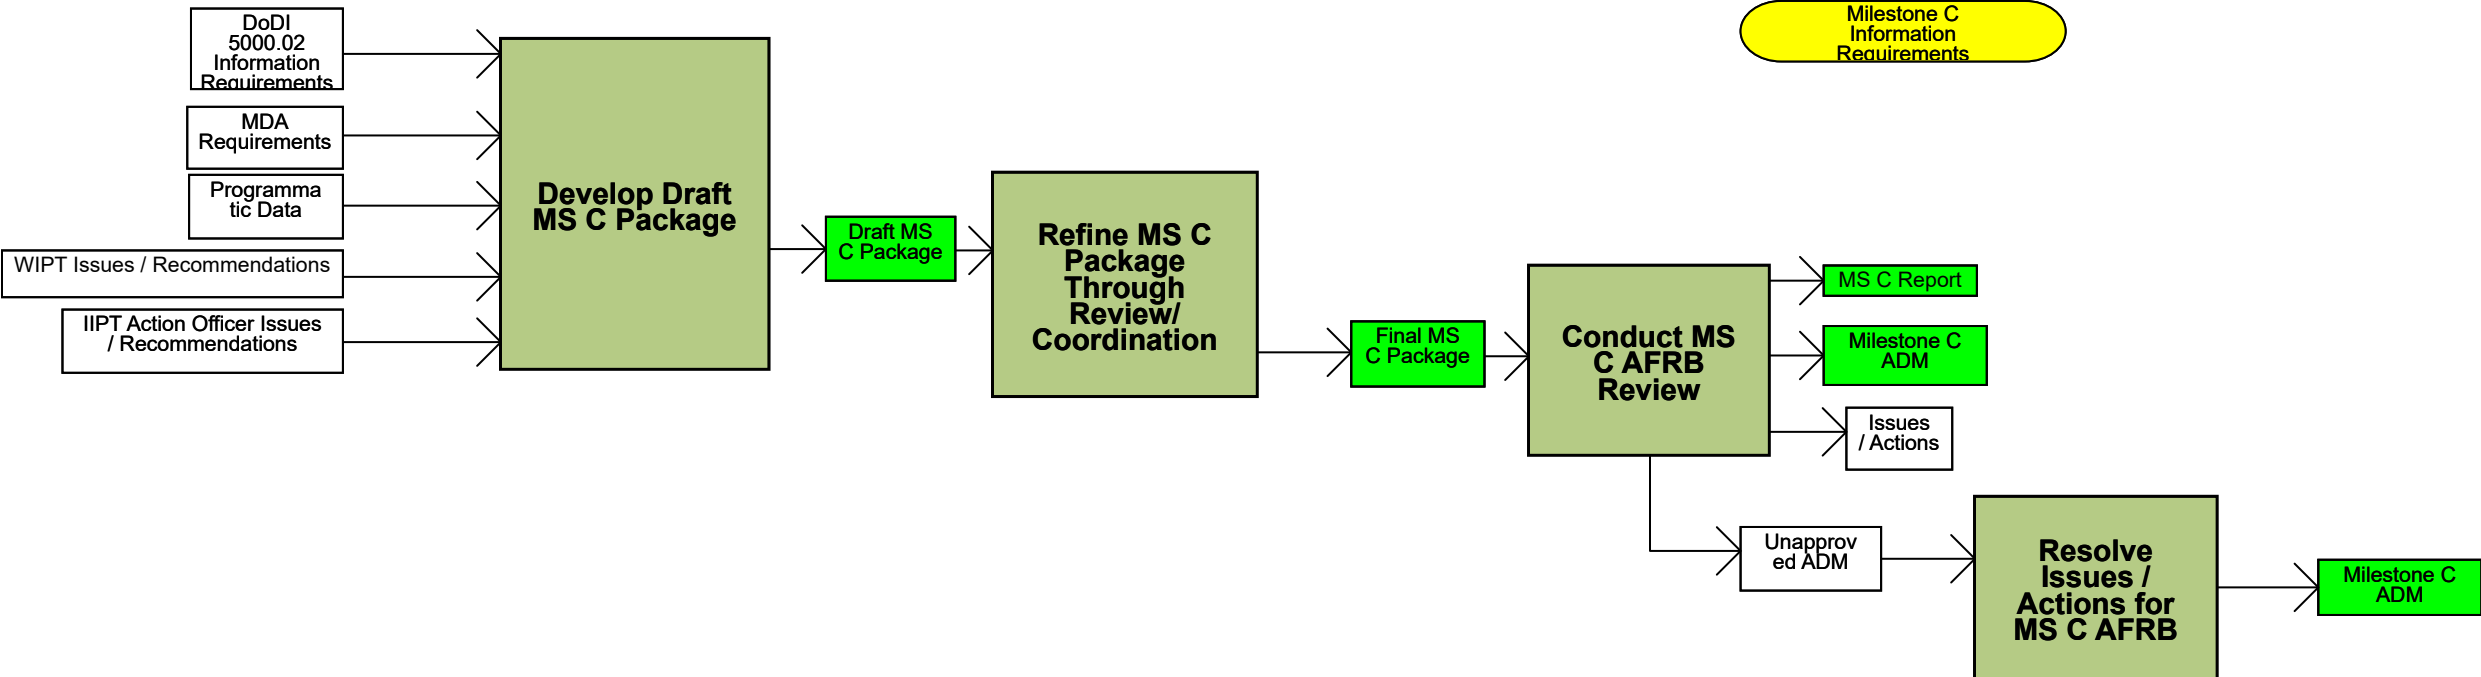 DoDI
5000.02
Information
Requirements
Milestone C
Information
Requirements
MDA
Requirements
Programma
tic Data
WIPT Issues / Recommendations
IIPT Action Officer Issues
/ Recommendations
Develop Draft
MS C Package
Draft MS
C Package
Refine MS C
Package
Through
Review/
Coordination
Final MS
C Package
Conduct MS
C AFRB
Review
MS C Report
Milestone C
ADM
Issues
/ Actions
Unapprov
ed ADM
Resolve
Issues /
Actions for
MS C AFRB
Milestone C
ADM